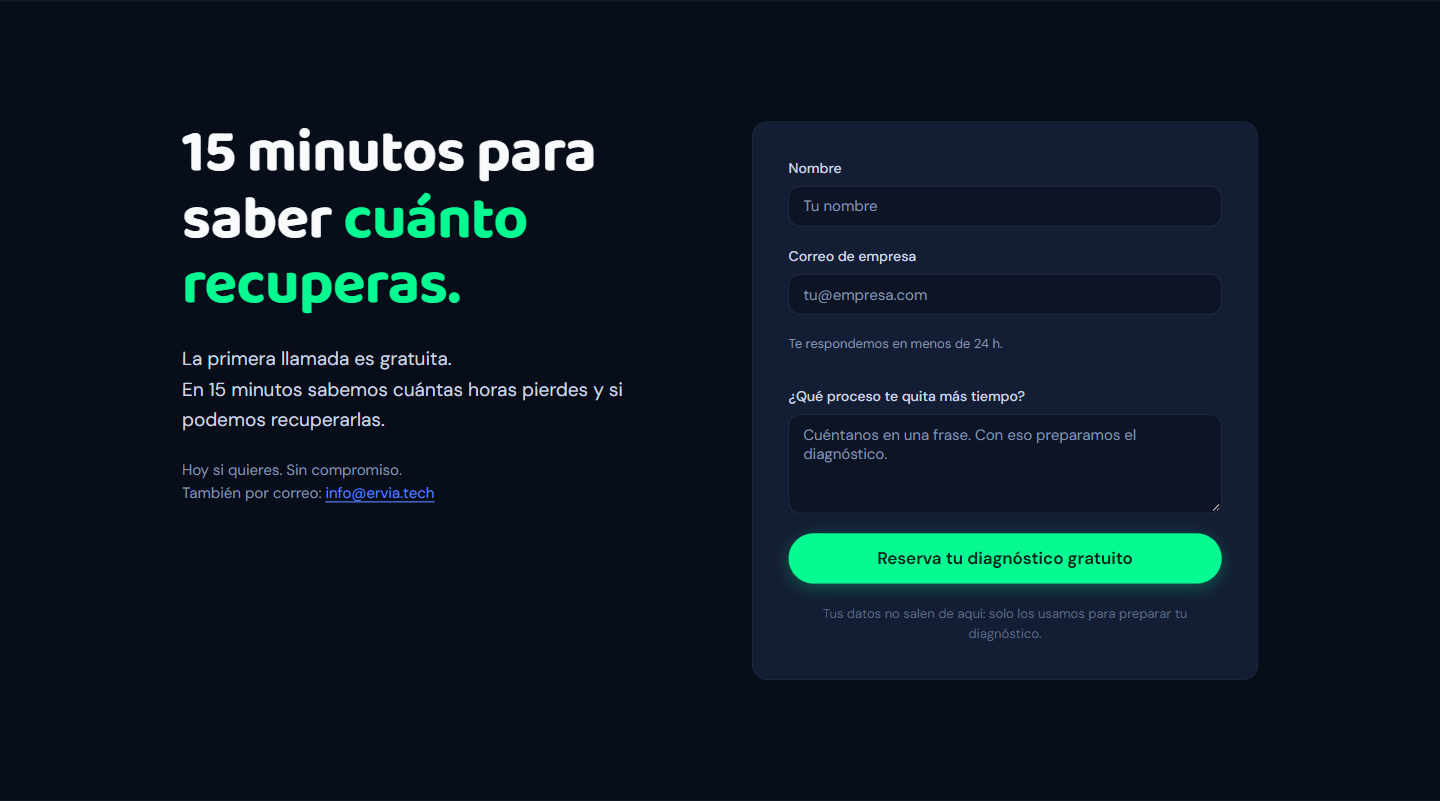 15 minutos para
saber cuánto
recuperas.
La primera llamada es gratuita.
En 15 minutos sabemos cuántas horas pierdes y si
podemos recuperarlas.
Hoy si quieres. Sin compromiso.
También por correo: info@ervia.tech
Nombre
Tu nombre
Correo de empresa
tu@empresa.com
Te respondemos en menos de 24 h.
¿Qué proceso te quita más tiempo?
Cuéntanos en una frase. Con eso preparamos el
diagnóstico.
Reserva tu diagnóstico gratuito
Tus datos no salen de aquí: solo los usamos para preparar tu
diagnóstico.